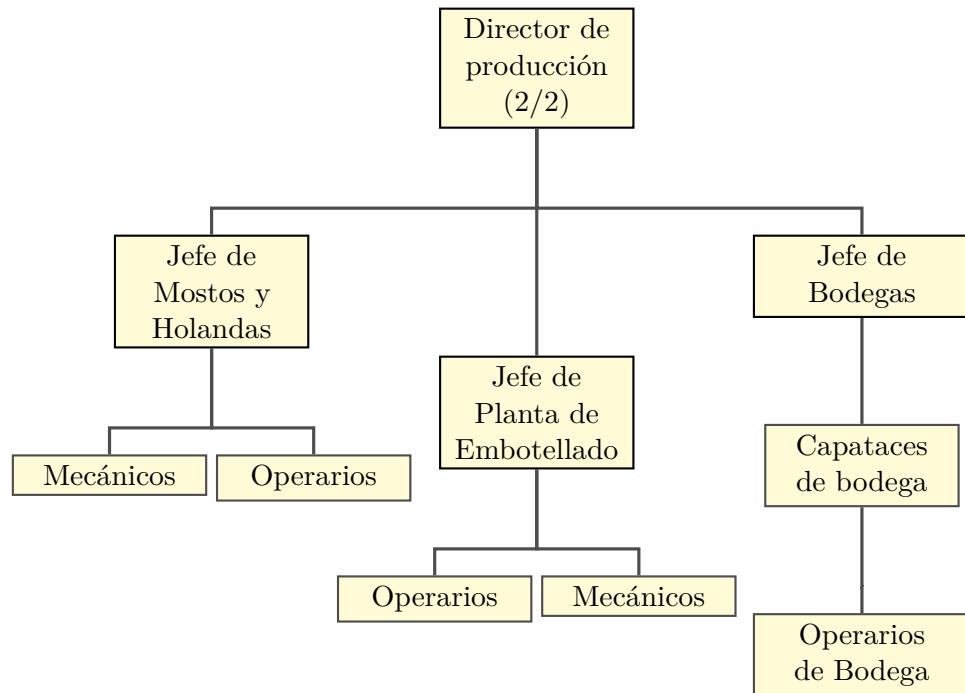 Director de
producción
(2/2)
Jefe de
Mostos y
Holandas
Jefe de
Bodegas
Jefe de
Planta de
Embotellado
Mecánicos
Operarios
Capataces
de bodega
Operarios
Mecánicos
Operarios
de Bodega